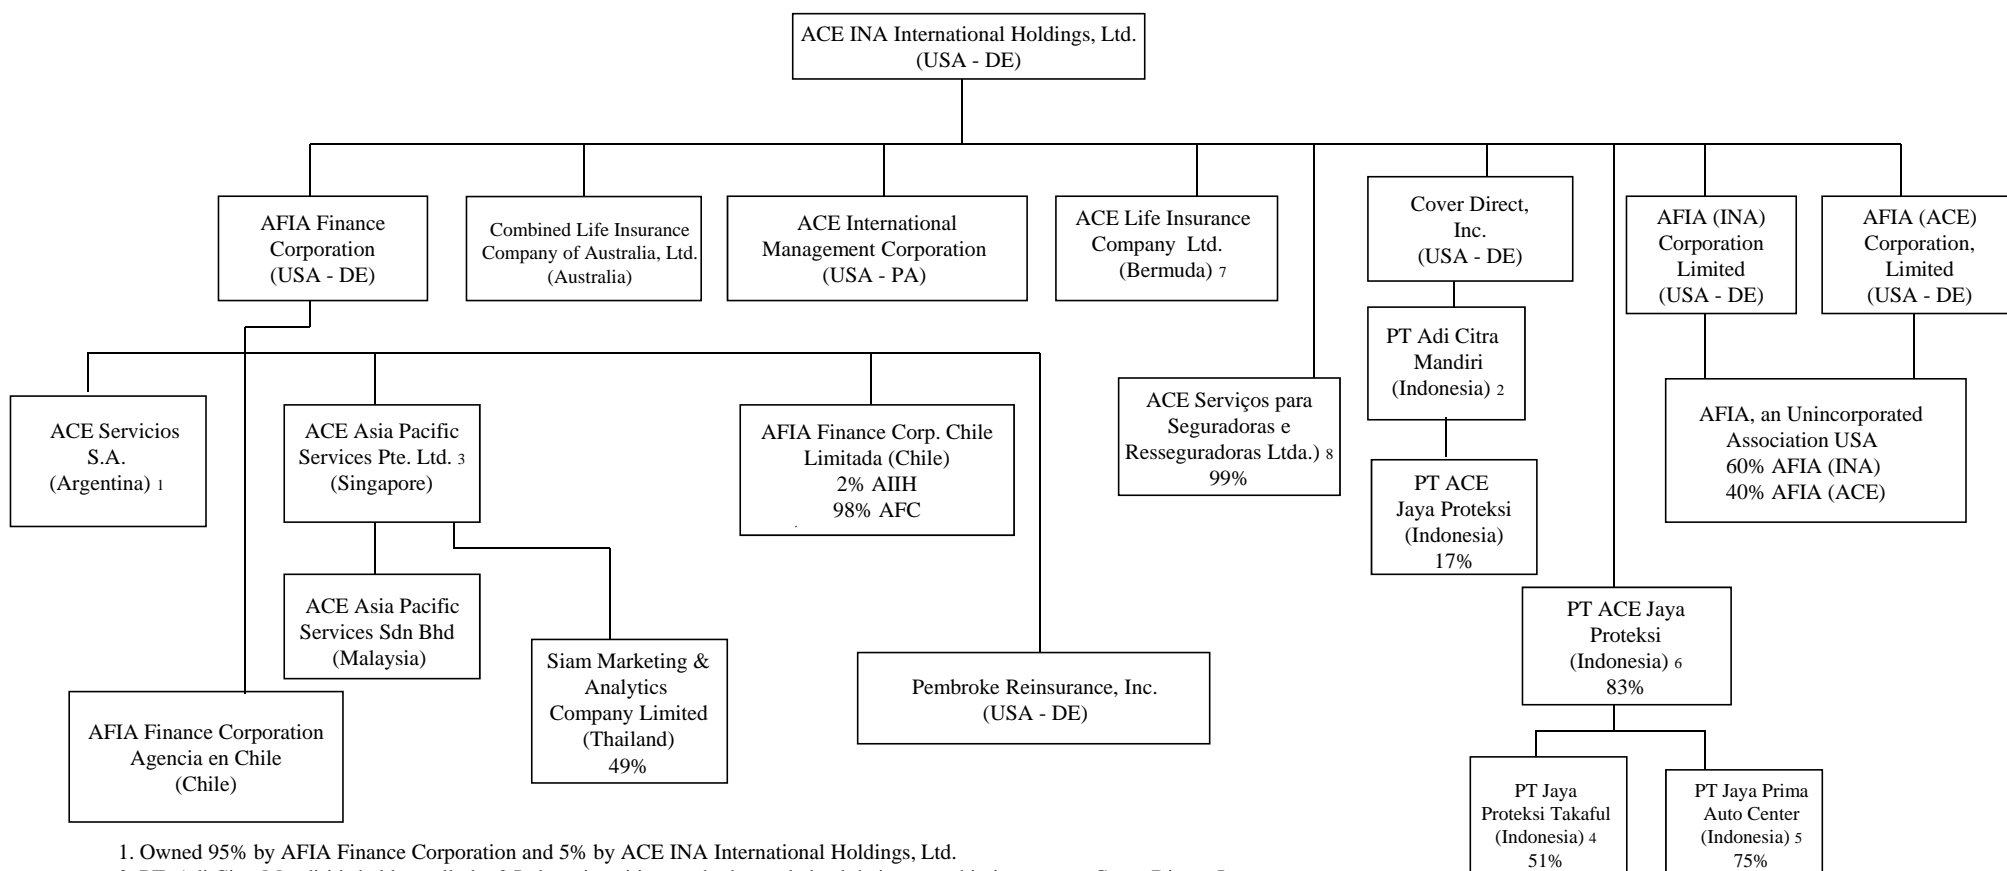 ACE INA International Holdings, Ltd.
(USA - DE)
AFIA Finance
Corporation
(USA - DE)
Combined Life Insurance
Company of Australia, Ltd.
(Australia)
ACE International
Management Corporation
(USA - PA)
ACE Life Insurance
Company Ltd.
(Bermuda) 7
Cover Direct,
Inc.
(USA - DE)
AFIA (INA)
Corporation
Limited
(USA - DE)
AFIA (ACE)
Corporation,
Limited
(USA - DE)
PT Adi Citra
Mandiri
(Indonesia) 2
ACE Servicios
S.A.
(Argentina) 1
ACE Asia Pacific
Services Pte. Ltd. 3
(Singapore)
AFIA Finance Corp. Chile
Limitada (Chile)
2% AIIH
98% AFC
ACE Serviços para
Seguradoras e
Resseguradoras Ltda.) 8
99%
PT ACE
Jaya Proteksi
(Indonesia)
17%
AFIA, an Unincorporated
Association USA
60% AFIA (INA)
40% AFIA (ACE)
ACE Asia Pacific
Services Sdn Bhd
(Malaysia)
Siam Marketing &
Analytics
Company Limited
(Thailand)
49%
Pembroke Reinsurance, Inc.
(USA - DE)
PT ACE Jaya
Proteksi
(Indonesia) 6
83%
AFIA Finance Corporation
Agencia en Chile
(Chile)
PT Jaya
Proteksi Takaful
(Indonesia) 4
51%
PT Jaya Prima
Auto Center
(Indonesia) 5
75%
1. Owned 95% by AFIA Finance Corporation and 5% by ACE INA International Holdings, Ltd.